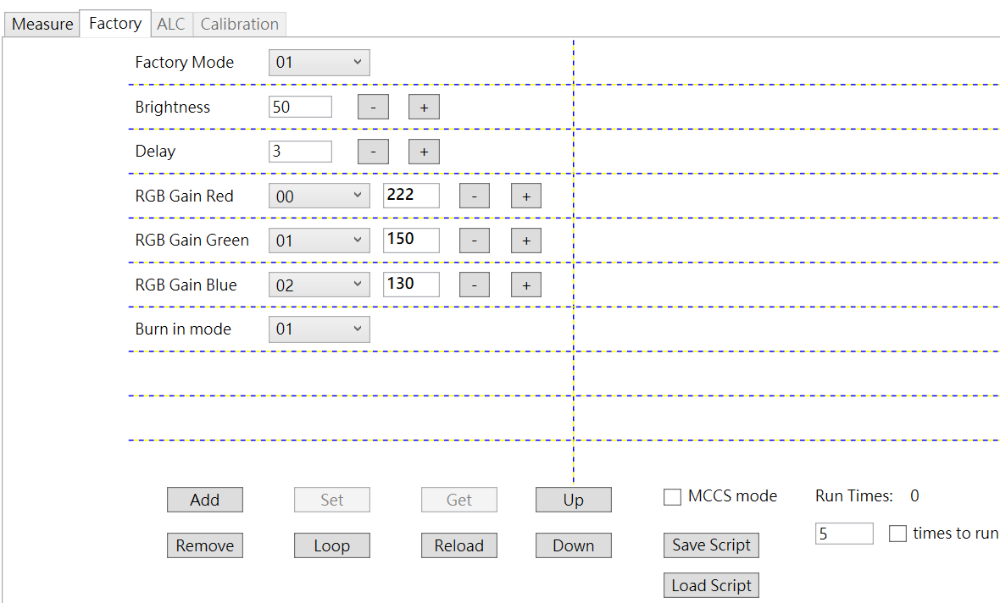 Measure Factory ALC Calibration
Factory Mode 01
Brightness 50 - +
Delay 3 - +
RGB Gain Red 00 222 - +
RGB Gain Green 01 150 - +
RGB Gain Blue 02 130 - +
Burn in mode 01
Add Set Get Up MCCS mode Run Times: 0
5 times to run
Remove Loop Reload Down Save Script
Load Script